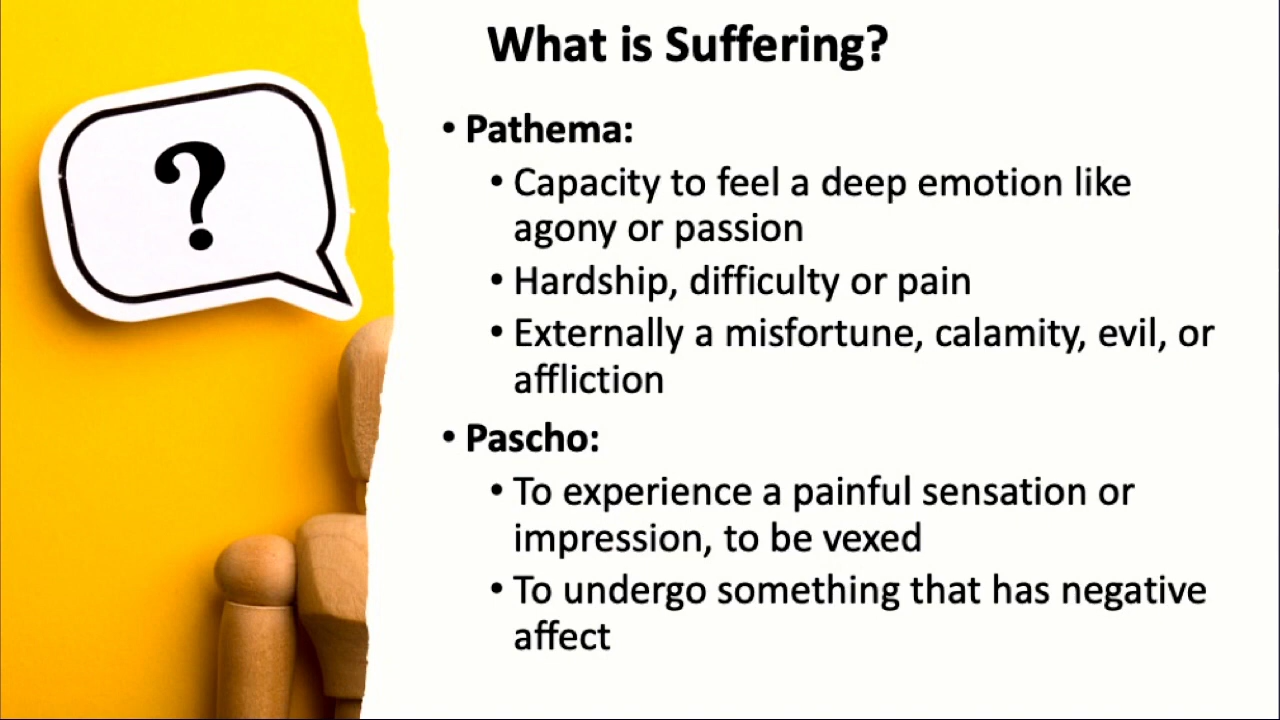 What is Suffering?
?
• Pathema:
• Capacity to feel a deep emotion like
agony or passion
• Hardship, difficulty or pain
• Externally a misfortune, calamity, evil, or
affliction
• Pascho:
• To experience a painful sensation or
impression, to be vexed
• To undergo something that has negative
affect